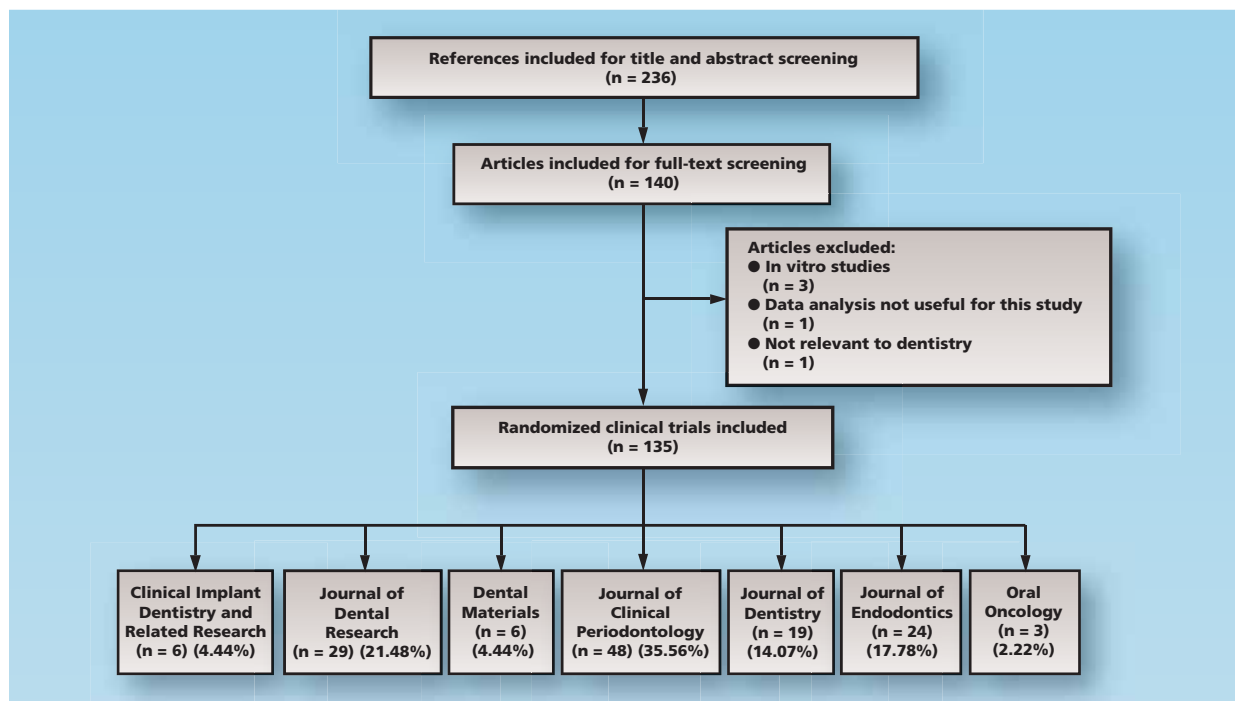 References included for title and abstract screening
(n = 236)
Articles included for full-text screening
(n = 140)
Articles excluded:
● In vitro studies
(n = 3)
● Data analysis not useful for this study
(n = 1)
● Not relevant to dentistry
(n = 1)
Randomized clinical trials included
(n = 135)
Clinical Implant
Dentistry and
Related Research
(n = 6) (4.44%)
Journal of
Dental
Research
(n = 29) (21.48%)
Dental
Materials
(n = 6)
(4.44%)
Journal of
Clinical
Periodontology
(n = 48) (35.56%)
Journal of
Dentistry
(n = 19)
(14.07%)
Journal of
Endodontics
(n = 24)
(17.78%)
Oral
Oncology
(n = 3)
(2.22%)